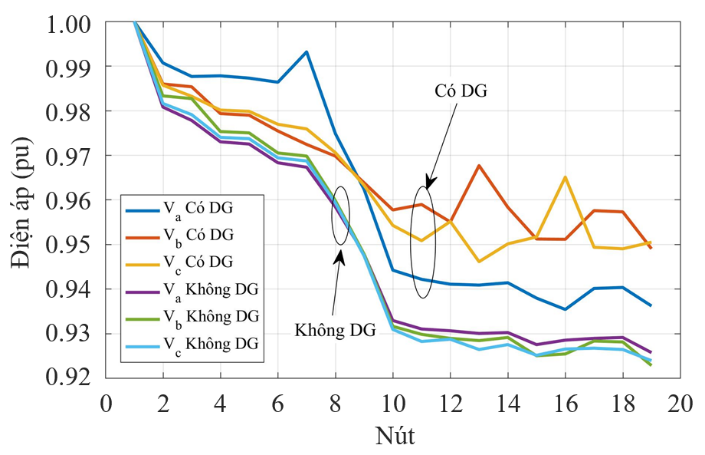 1.00
0.99
0.98
0.97
0.96
0.95
0.94
0.93
0.92
Điện áp (pu)
Có DG
Va Có DG
Vb Có DG
Vc Có DG
Va Không DG
Vb Không DG
Vc Không DG
Không DG
0 2 4 6 8 10 12 14 16 18 20
Nút